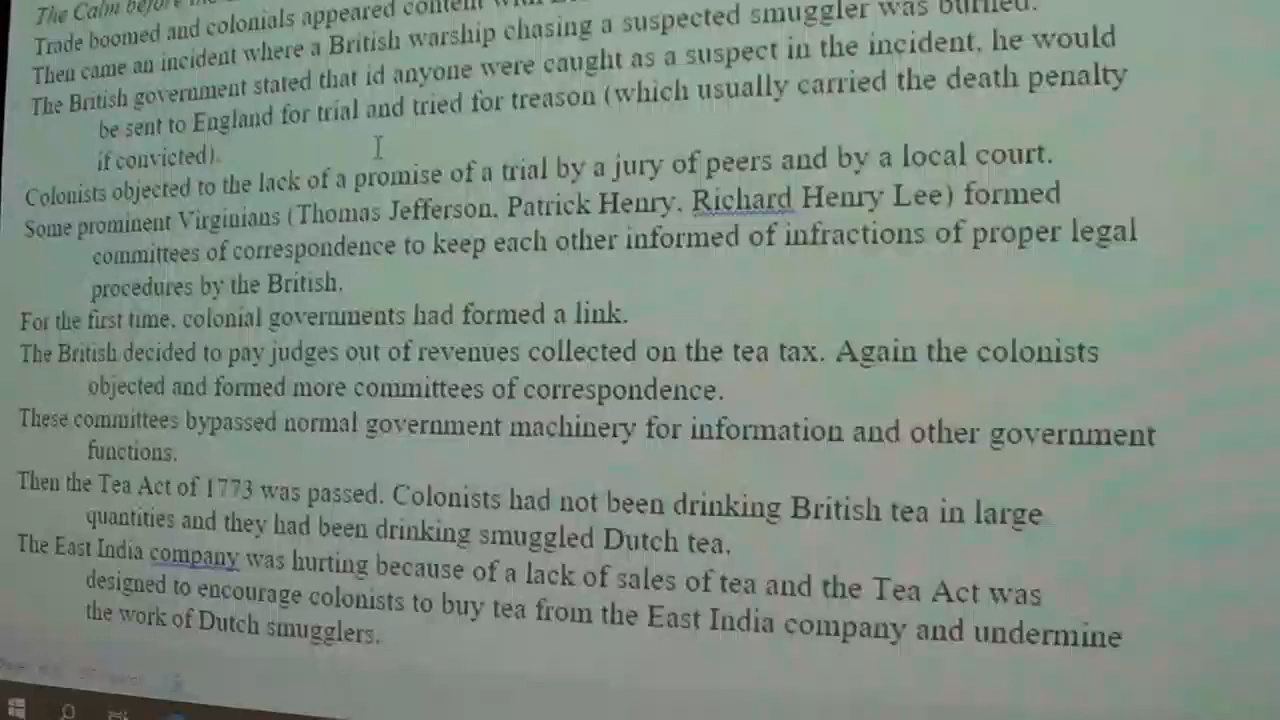 The Calm before
Trade boomed and colonials appeared content
Then came an incident where a British warship chasing a suspected smuggler was burned.
The British government stated that id anyone were caught as a suspect in the incident, he would
be sent to England for trial and tried for treason (which usually carried the death penalty
if convicted).
Colonists objected to the lack of a promise of a trial by a jury of peers and by a local court.
Some prominent Virginians (Thomas Jefferson, Patrick Henry, Richard Henry Lee) formed
committees of correspondence to keep each other informed of infractions of proper legal
procedures by the British.
For the first time, colonial governments had formed a link.
The British decided to pay judges out of revenues collected on the tea tax. Again the colonists
objected and formed more committees of correspondence.
These committees bypassed normal government machinery for information and other government
functions.
Then the Tea Act of 1773 was passed. Colonists had not been drinking British tea in large
quantities and they had been drinking smuggled Dutch tea.
The East India company was hurting because of a lack of sales of tea and the Tea Act was
designed to encourage colonists to buy tea from the East India company and undermine
the work of Dutch smugglers.